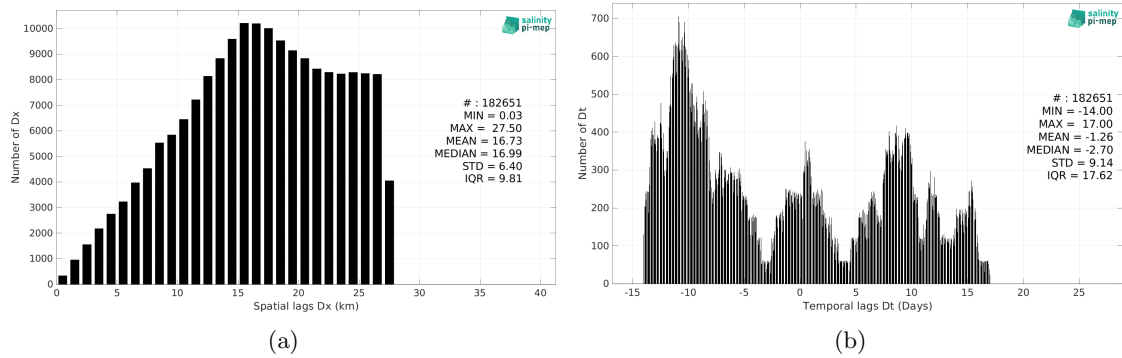 10000
9000
8000
7000
6000
5000
4000
3000
2000
1000
0
Number of Dx
0 5 10 15 20 25 30 35 40
Spatial lags Dx (km)
salinity
pi-mep
# : 182651
MIN = 0.03
MAX = 27.50
MEAN = 16.73
MEDIAN = 16.99
STD = 6.40
IQR = 9.81
(a)
700
600
500
400
300
200
100
0
Number of Dt
-15 -10 -5 0 5 10 15 20 25
Temporal lags Dt (Days)
salinity
pi-mep
# : 182651
MIN = -14.00
MAX = 17.00
MEAN = -1.26
MEDIAN = -2.70
STD = 9.14
IQR = 17.62
(b)